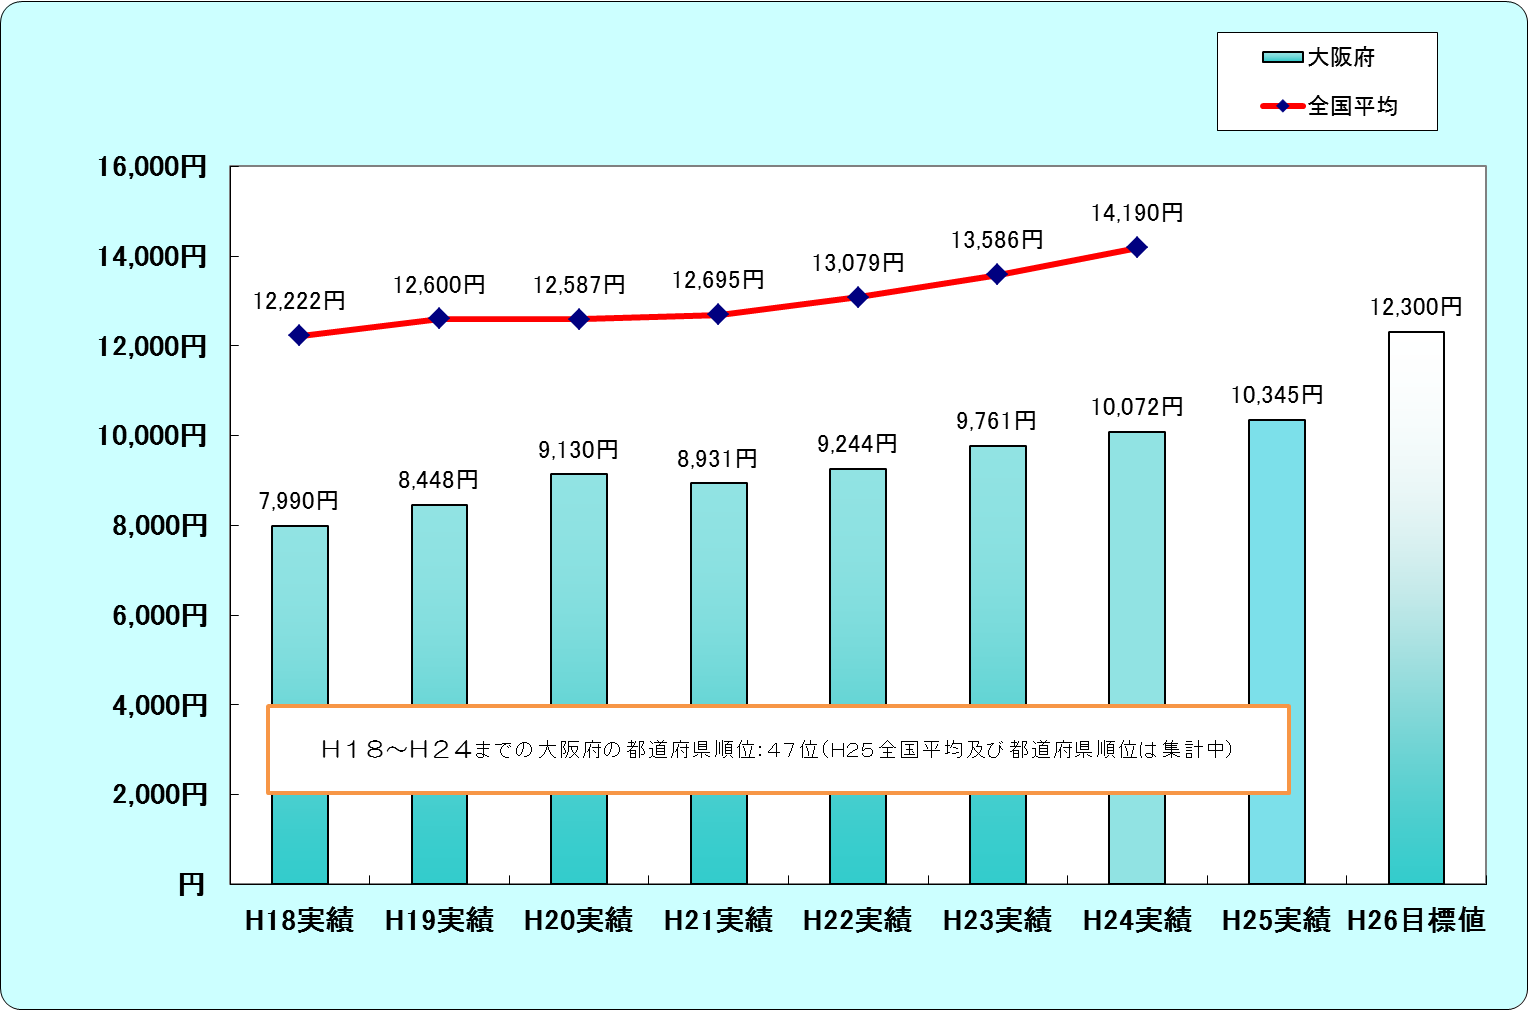 大阪府
全国平均
16,000円
14,000円
12,000円
10,000円
8,000円
6,000円
4,000円
2,000円
円
12,222円
12,600円
12,587円
12,695円
13,079円
13,586円
14,190円
7,990円
8,448円
9,130円
8,931円
9,244円
9,761円
10,072円
10,345円
12,300円
Ｈ１８～Ｈ２４までの大阪府の都道府県順位：４７位（Ｈ２５全国平均及び都道府県順位は集計中）
H18実績 H19実績 H20実績 H21実績 H22実績 H23実績 H24実績 H25実績 H26目標値